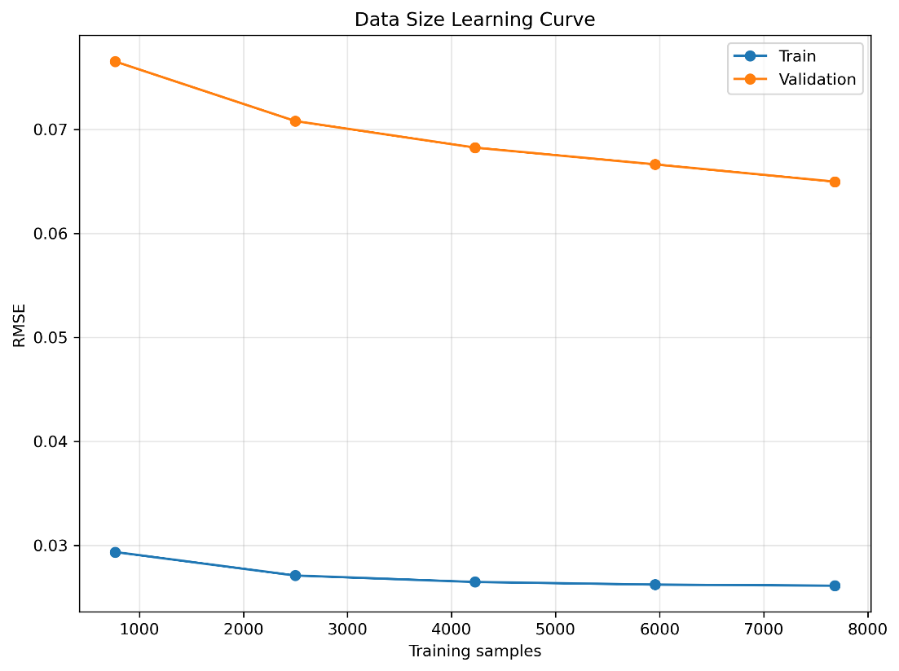 Data Size Learning Curve
Train
Validation
0.07
0.06
0.05
0.04
0.03
RMSE
1000 2000 3000 4000 5000 6000 7000 8000
Training samples